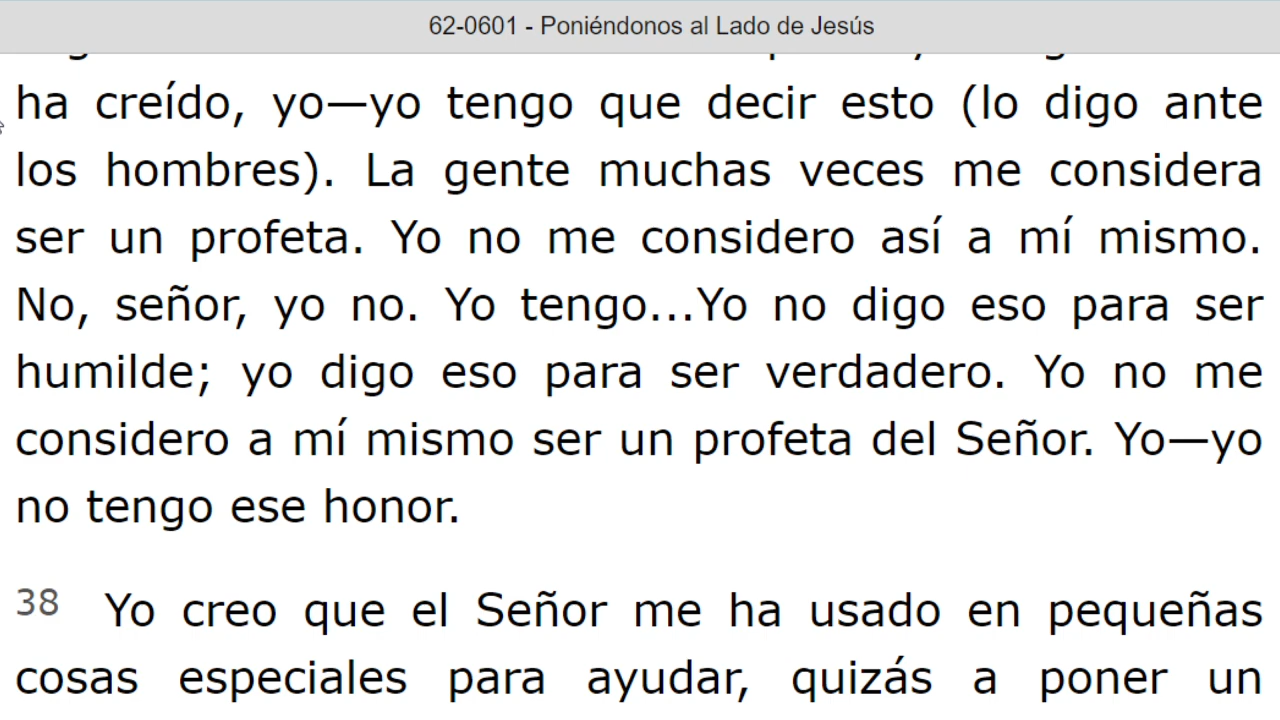 62-0601 - Poniéndonos al Lado de Jesús
ha creído, yo—yo tengo que decir esto (lo digo ante
los hombres). La gente muchas veces me considera
ser un profeta. Yo no me considero así a mí mismo.
No, señor, yo no. Yo tengo...Yo no digo eso para ser
humilde; yo digo eso para ser verdadero. Yo no me
considero a mí mismo ser un profeta del Señor. Yo—yo
no tengo ese honor.
38 Yo creo que el Señor me ha usado en pequeñas
cosas especiales para ayudar, quizás a poner un